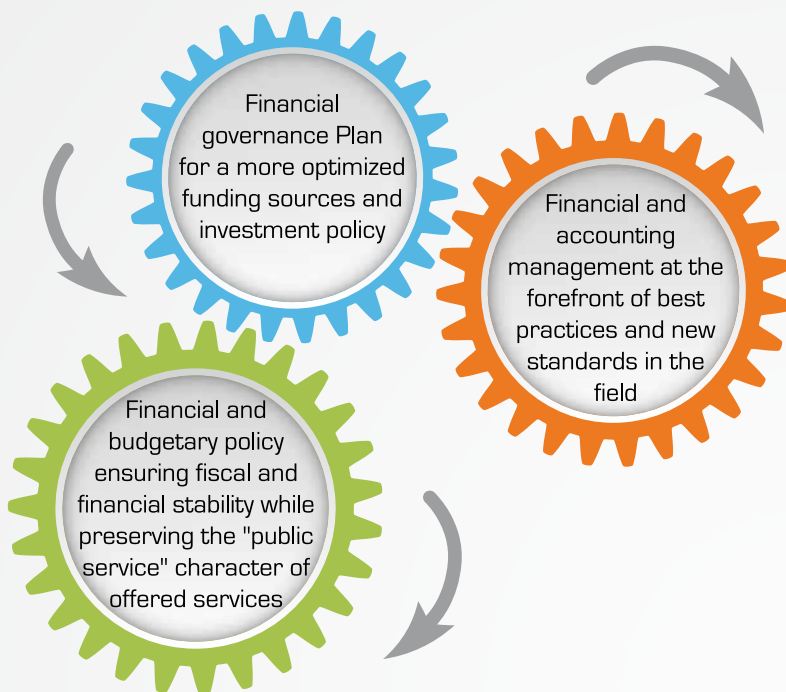 Financial
governance Plan
for a more optimized
funding sources and
investment policy
Financial and
accounting
management at the
forefront of best
practices and new
standards in the
field
Financial and
budgetary policy
ensuring fiscal and
financial stability while
preserving the "public
service" character of
offered services